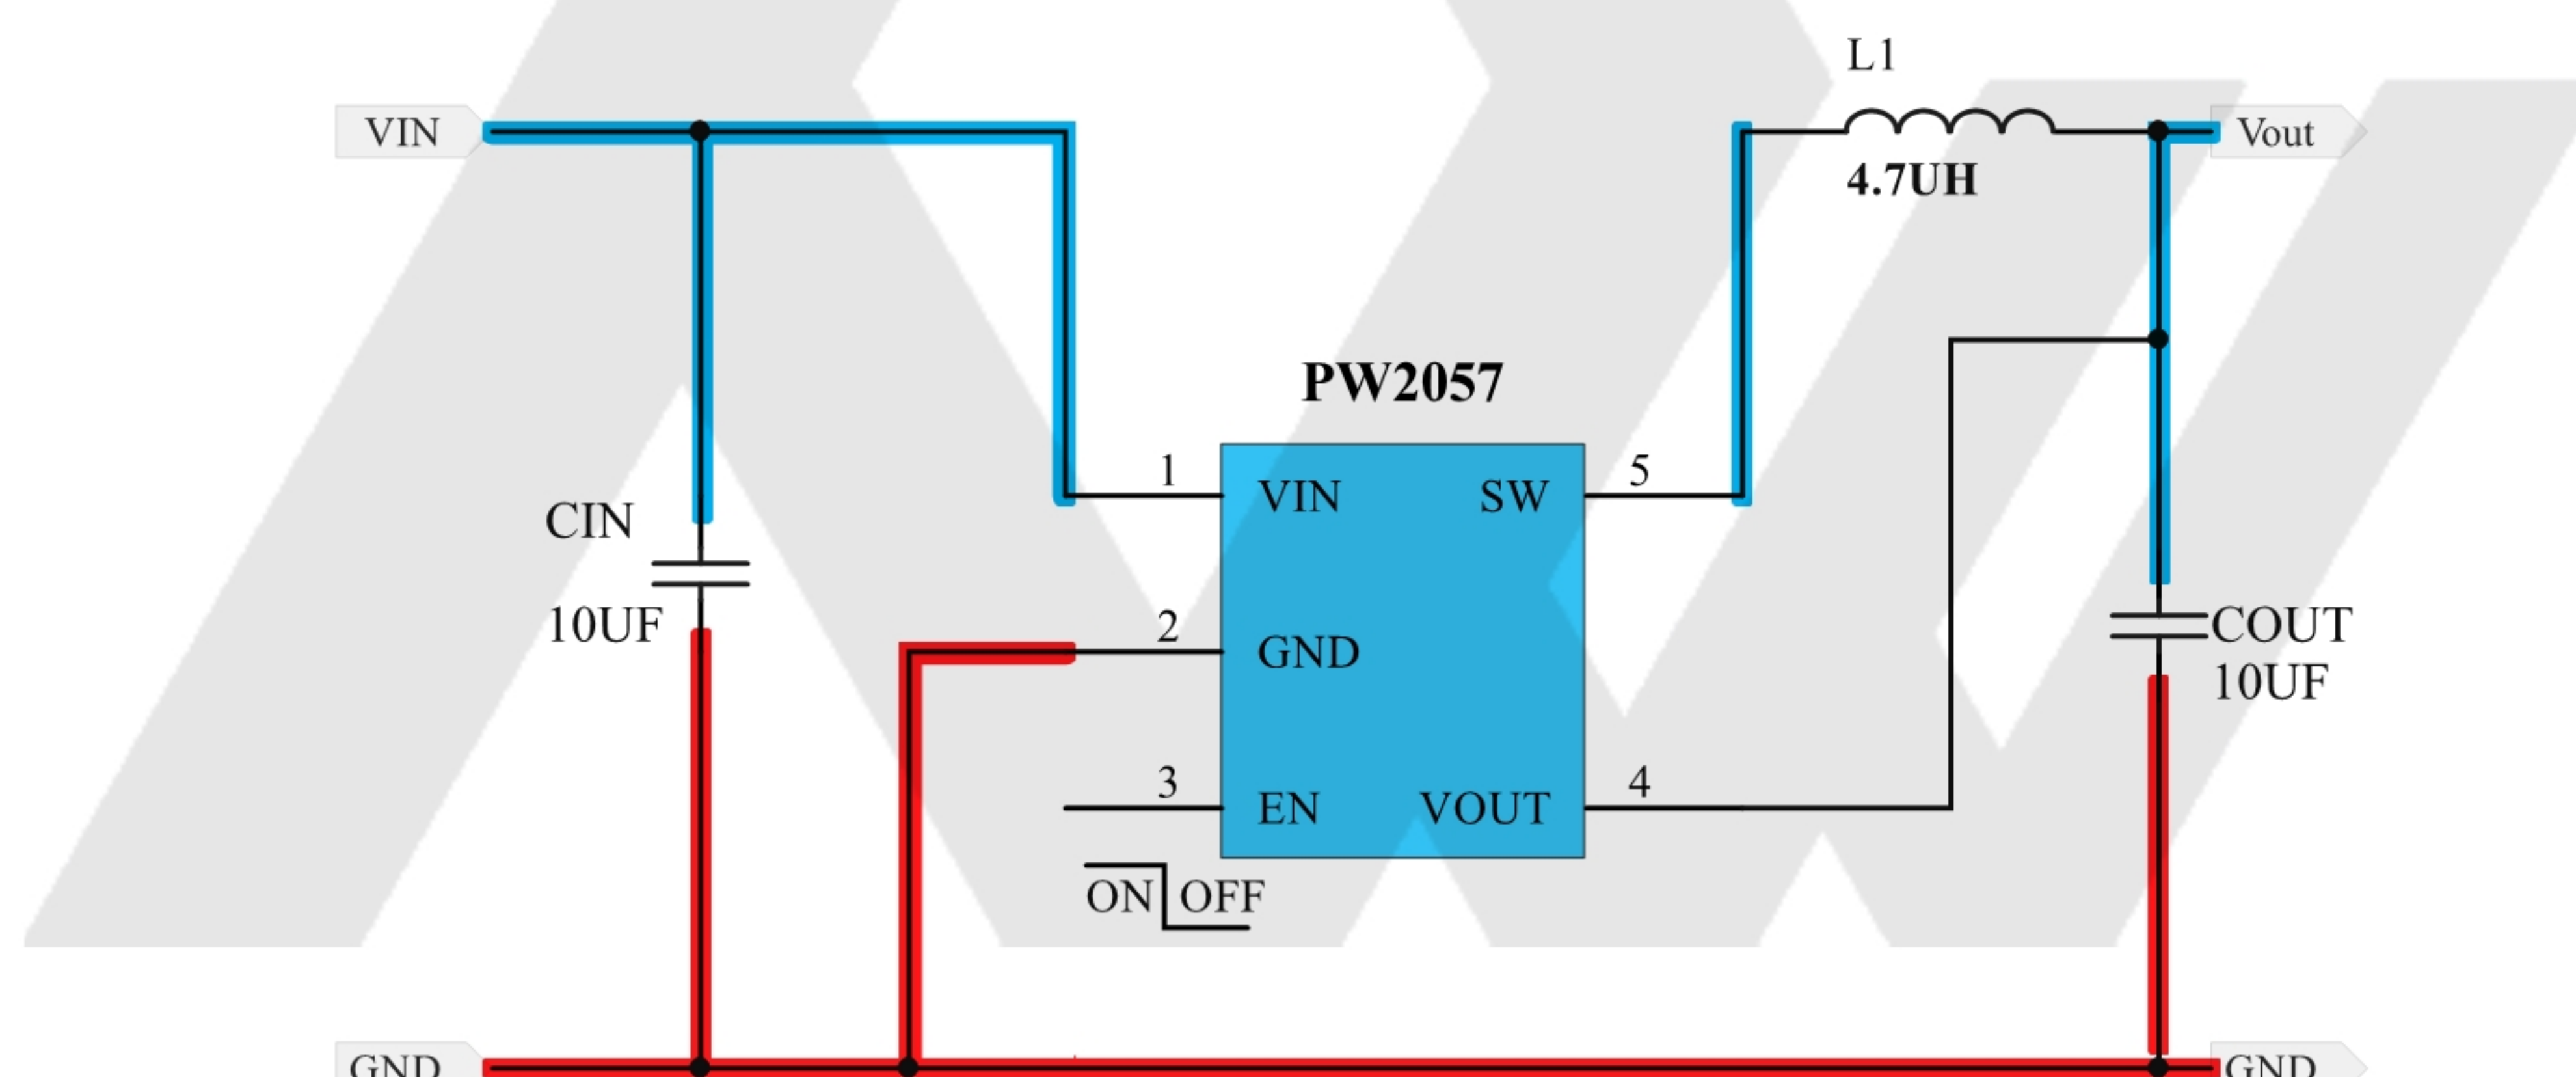 L1
VIN
Vout
4.7UH
PW2057
1
5
VIN
SW
CIN
10UF
2
GND
COUT
10UF
3
4
EN
VOUT
ON
OFF
GND
GND